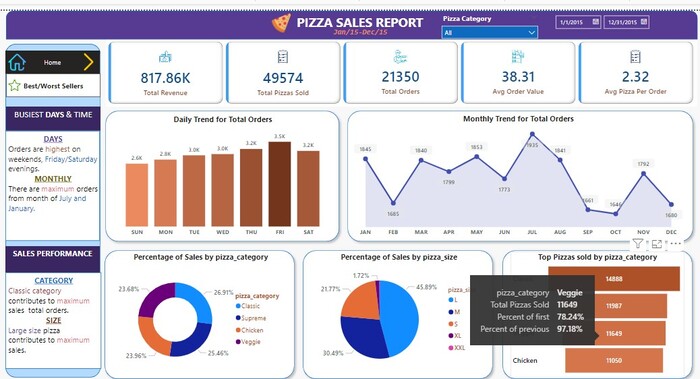 PIZZA SALES REPORT
Jan/15-Dec/15
Pizza Category
All
1/1/2015
12/31/2015
Home
Best/Worst Sellers
BUSIEST DAYS & TIME
DAYS
Orders are highest on
weekends, Friday/Saturday
evenings.
MONTHLY
There are maximum orders
from month of July and
January.
SALES PERFORMANCE
CATEGORY
Classic category
contributes to maximum
sales total orders.
SIZE
Large size pizza
contributes to maximum
sales.
817.86K
Total Revenue
49574
Total Pizzas Sold
21350
Total Orders
38.31
Avg Order Value
2.32
Avg Pizza Per Order
Daily Trend for Total Orders
2.6K 2.8K 3.0K 3.0K 3.2K 3.5K 3.2K
SUN MON TUE WED THU FRI SAT
Monthly Trend for Total Orders
1845 1685 1840 1799 1853 1773 1935 1841 1661 1646 1792 1680
JAN FEB MAR APR MAY JUN JUL AUG SEP OCT NOV DEC
Percentage of Sales by pizza_category
26.91%
25.46%
23.96%
23.68%
pizza_category
Classic
Supreme
Chicken
Veggie
Percentage of Sales by pizza_size
1.72%
45.89%
30.49%
21.77%
pizza_si
L
M
S
XL
XXL
Top Pizzas sold by pizza_category
14888
11987
11649
Chicken 11050
pizza_category Veggie
Total Pizzas Sold 11649
Percent of first 78.24%
Percent of previous 97.18%